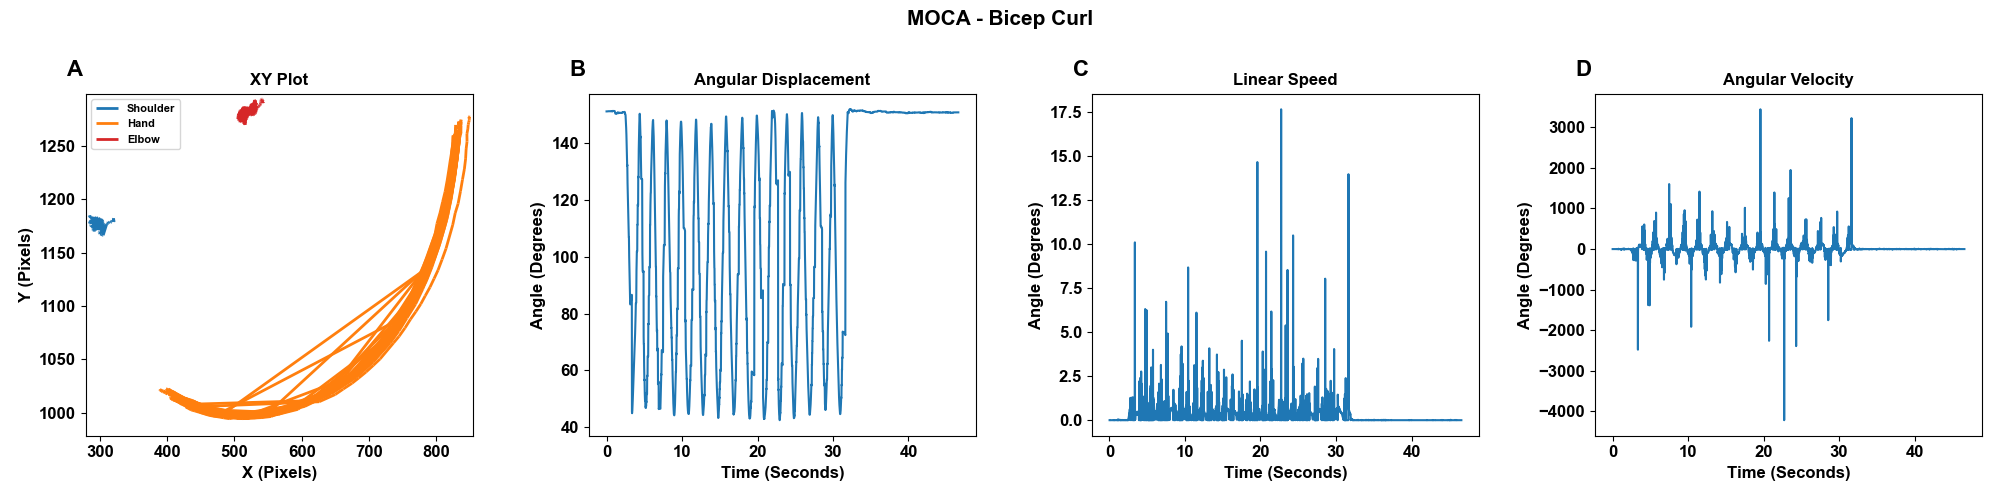 MOCA - Bicep Curl
A
XY Plot
Shoulder
Hand
Elbow
1250
1200
1150
1100
1050
1000
Y (Pixels)
300 400 500 600 700 800
X (Pixels)
B
Angular Displacement
140
120
100
80
60
40
Angle (Degrees)
0 10 20 30 40
Time (Seconds)
C
Linear Speed
17.5
15.0
12.5
10.0
7.5
5.0
2.5
0.0
Angle (Degrees)
0 10 20 30 40
Time (Seconds)
D
Angular Velocity
3000
2000
1000
0
−1000
−2000
−3000
−4000
Angle (Degrees)
0 10 20 30 40
Time (Seconds)